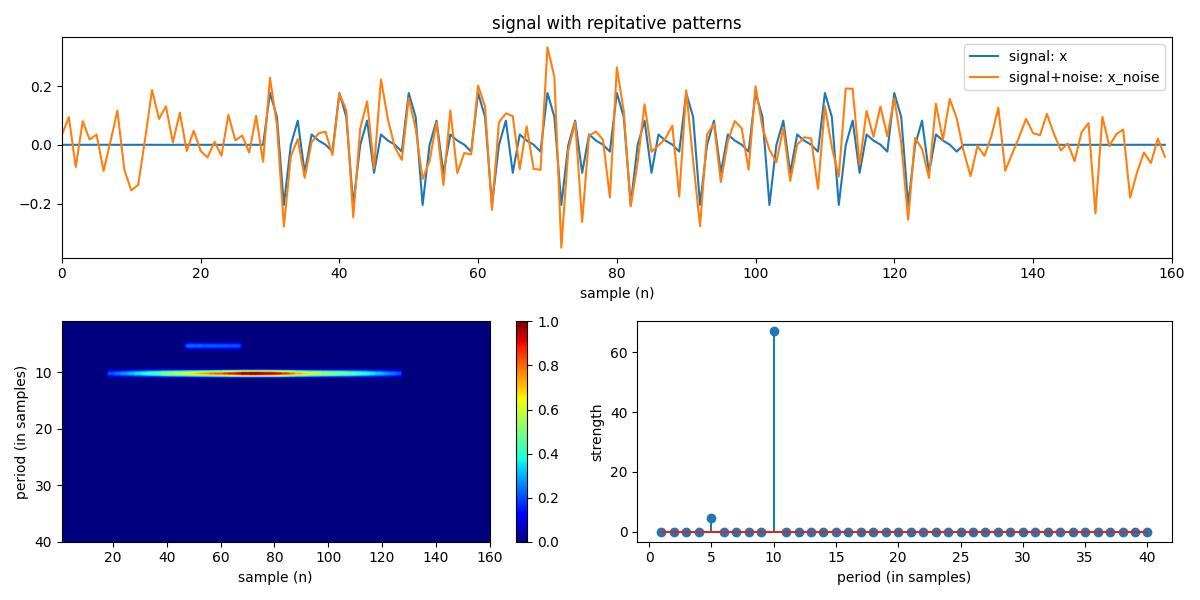 signal with repitative patterns
signal: x
signal+noise: x_noise
0.2
0.0
−0.2
0 20 40 60 80 100 120 140 160
sample (n)
period (in samples)
10
20
30
40
20 40 60 80 100 120 140 160
sample (n)
1.0
0.8
0.6
0.4
0.2
0.0
strength
60
40
20
0
0 5 10 15 20 25 30 35 40
period (in samples)